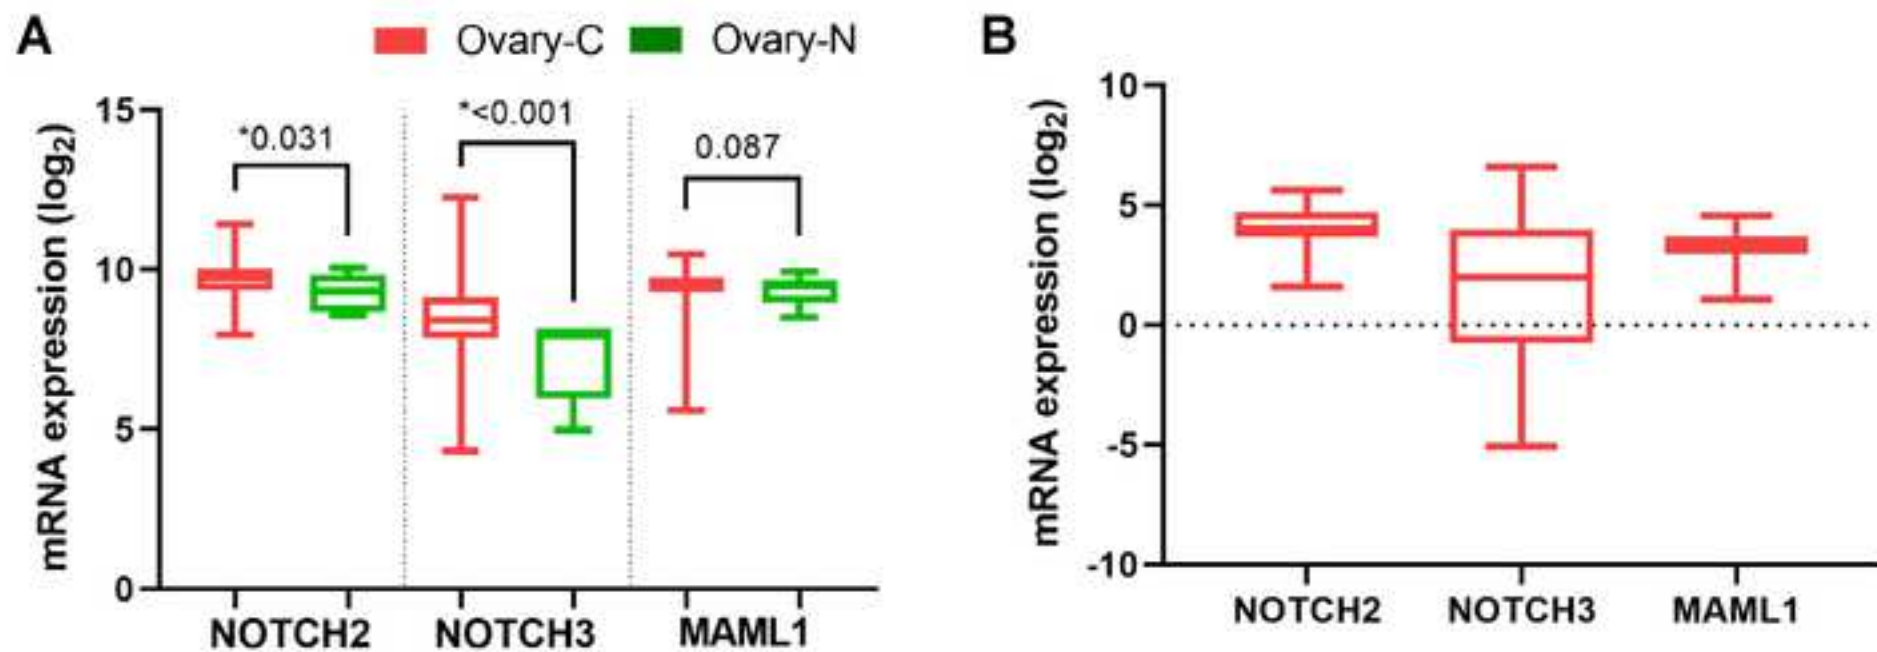 A
Ovary-C Ovary-N
mRNA expression (log2)
15
10
5
0
*0.031
*<0.001
0.087
NOTCH2 NOTCH3 MAML1
B
mRNA expression (log2)
10
5
0
-5
-10
NOTCH2 NOTCH3 MAML1